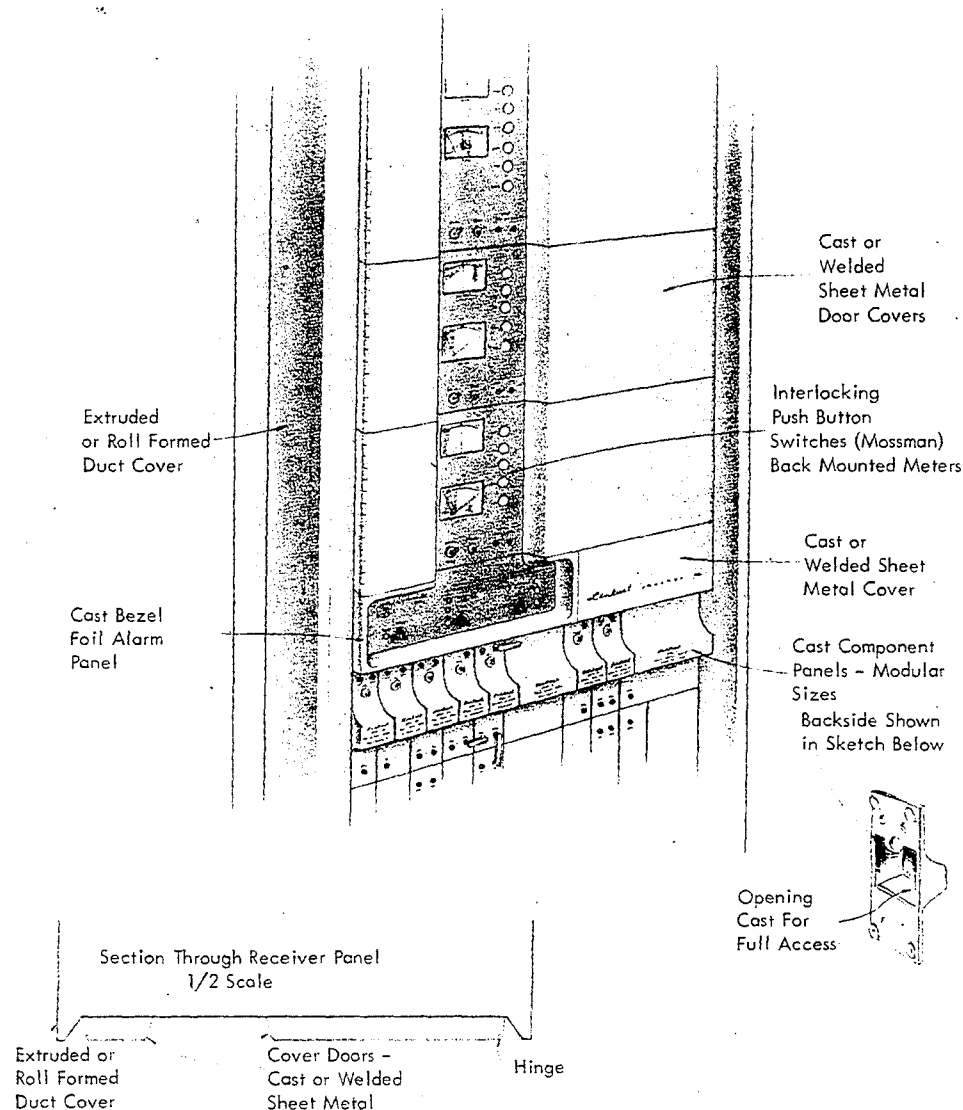 Cast or
Welded
Sheet Metal
Door Covers
Extruded
or Roll Formed
Duct Cover
Interlocking
Push Button
Switches (Mossman)
Back Mounted Meters
Cast or
Welded Sheet
Metal Cover
Lenkurt
Cast Bezel
Foil Alarm
Panel
Cast Component
Panels - Modular
Sizes
Backside Shown
in Sketch Below
Opening
Cast For
Full Access
Section Through Receiver Panel
1/2 Scale
Extruded or
Roll Formed
Duct Cover
Cover Doors -
Cast or Welded
Sheet Metal
Hinge